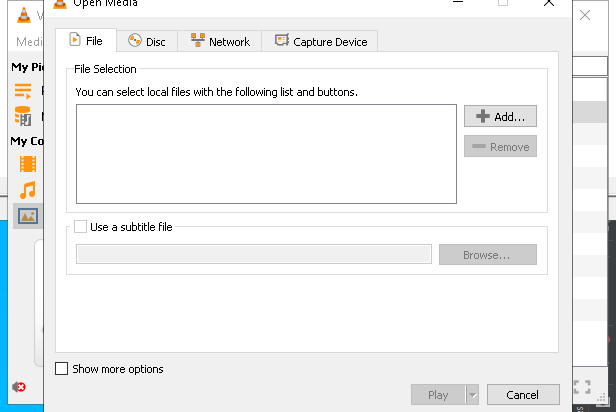 Open Media
Medi
File
Disc
Network
Capture Device
My Pi
My Co
File Selection
You can select local files with the following list and buttons.
Add...
Remove
Use a subtitle file
Browse...
Show more options
Play
Cancel